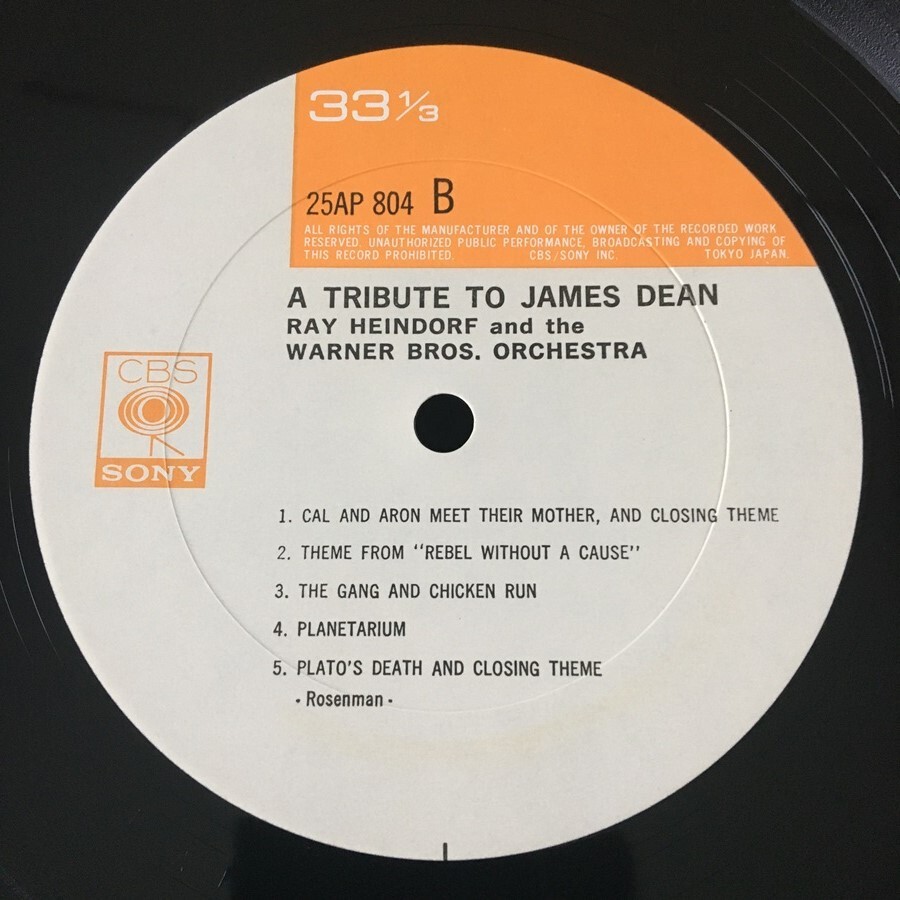 33 1/3
25AP 804 B
ALL RIGHTS OF THE MANUFACTURER AND OF THE OWNER OF THE RECORDED WORK
RESERVED. UNAUTHORIZED PUBLIC PERFORMANCE, BROADCASTING AND COPYING OF
THIS RECORD PROHIBITED. CBS/SONY INC. TOKYO JAPAN.
A TRIBUTE TO JAMES DEAN
RAY HEINDORF and the
WARNER BROS. ORCHESTRA
CBS
SONY
1. CAL AND ARON MEET THEIR MOTHER, AND CLOSING THEME
2. THEME FROM "REBEL WITHOUT A CAUSE"
3. THE GANG AND CHICKEN RUN
4. PLANETARIUM
5. PLATO'S DEATH AND CLOSING THEME
- Rosenman -